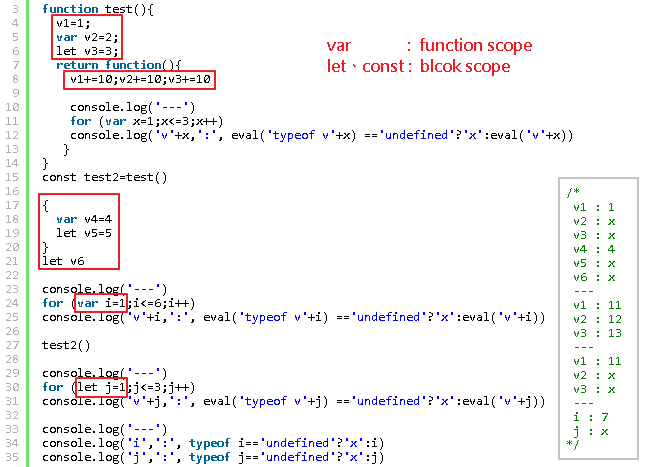 3 function test(){
4 v1=1;
5 var v2=2;
6 let v3=3;
7 return function(){
8 v1+=10;v2+=10;v3+=10
9
10 console.log('---')
11 for (var x=1;x<=3;x++)
12 console.log('v'+x,':', eval('typeof v'+x) =='undefined'?'x':eval('v'+x))
13 }
14 }
15 const test2=test()
16
17 {
18 var v4=4
19 let v5=5
20 }
21 let v6
22
23 console.log('---')
24 for (var i=1;i<=6;i++)
25 console.log('v'+i,':', eval('typeof v'+i) =='undefined'?'x':eval('v'+i))
26
27 test2()
28
29 console.log('---')
30 for (let j=1;j<=3;j++)
31 console.log('v'+j,':', eval('typeof v'+j) =='undefined'?'x':eval('v'+j))
32
33 console.log('---')
34 console.log('i',':', typeof i=='undefined'?'x':i)
35 console.log('j',':', typeof j=='undefined'?'x':j)
var : function scope
let、const : blcok scope
/*
v1 : 1
v2 : x
v3 : x
v4 : 4
v5 : x
v6 : x
---
v1 : 11
v2 : 12
v3 : 13
---
v1 : 11
v2 : x
v3 : x
---
i : 7
j : x
*/